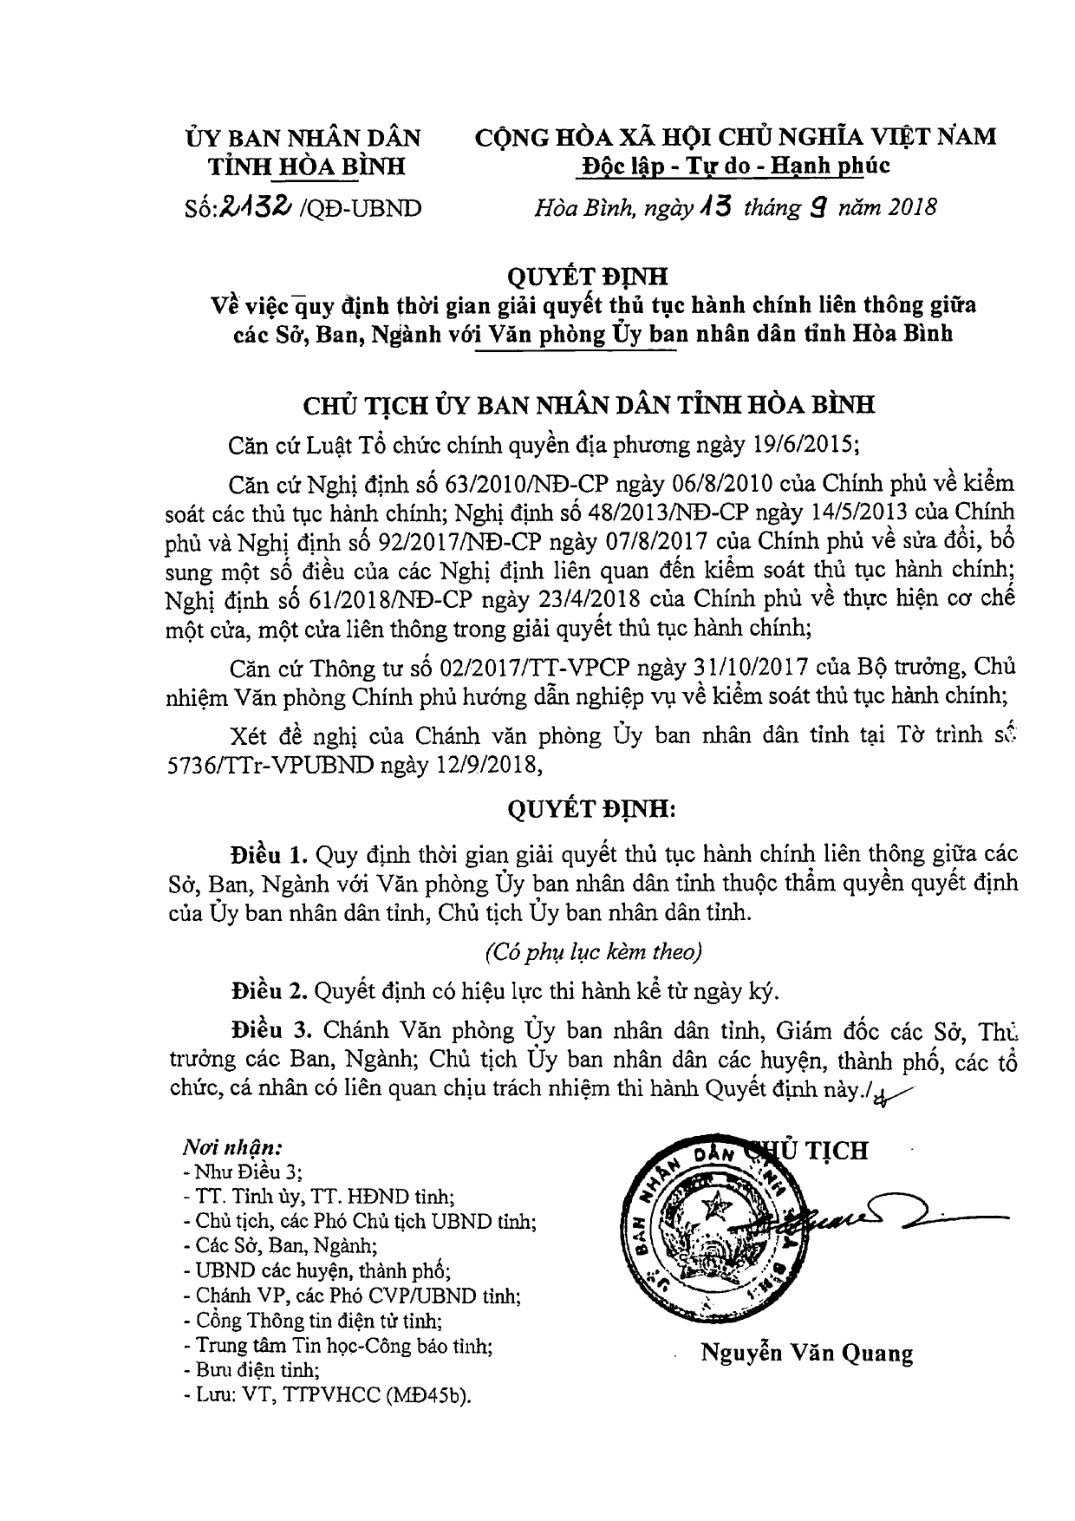 ỦY BAN NHÂN DÂN
TỈNH HÒA BÌNH
Số:2132/QĐ-UBND
CỘNG HÒA XÃ HỘI CHỦ NGHĨA VIỆT NAM
Độc lập - Tự do - Hạnh phúc
Hòa Bình, ngày 13 tháng 9 năm 2018
QUYẾT ĐỊNH
Về việc quy định thời gian giải quyết thủ tục hành chính liên thông giữa
các Sở, Ban, Ngành với Văn phòng Ủy ban nhân dân tỉnh Hòa Bình
CHỦ TỊCH ỦY BAN NHÂN DÂN TỈNH HÒA BÌNH
Căn cứ Luật Tổ chức chính quyền địa phương ngày 19/6/2015;
Căn cứ Nghị định số 63/2010/NĐ-CP ngày 06/8/2010 của Chính phủ về kiểm
soát các thủ tục hành chính; Nghị định số 48/2013/NĐ-CP ngày 14/5/2013 của Chính
phủ và Nghị định số 92/2017/NĐ-CP ngày 07/8/2017 của Chính phủ về sửa đổi, bổ
sung một số điều của các Nghị định liên quan đến kiểm soát thủ tục hành chính;
Nghị định số 61/2018/NĐ-CP ngày 23/4/2018 của Chính phủ về thực hiện cơ chế
một cửa, một cửa liên thông trong giải quyết thủ tục hành chính;
Căn cứ Thông tư số 02/2017/TT-VPCP ngày 31/10/2017 của Bộ trưởng, Chủ
nhiệm Văn phòng Chính phủ hướng dẫn nghiệp vụ về kiểm soát thủ tục hành chính;
Xét đề nghị của Chánh văn phòng Ủy ban nhân dân tỉnh tại Tờ trình số
5736/TTr-VPUBND ngày 12/9/2018,
QUYẾT ĐỊNH:
Điều 1. Quy định thời gian giải quyết thủ tục hành chính liên thông giữa các
Sở, Ban, Ngành với Văn phòng Ủy ban nhân dân tỉnh thuộc thẩm quyền quyết định
của Ủy ban nhân dân tỉnh, Chủ tịch Ủy ban nhân dân tỉnh.
(Có phụ lục kèm theo)
Điều 2. Quyết định có hiệu lực thi hành kể từ ngày ký.
Điều 3. Chánh Văn phòng Ủy ban nhân dân tỉnh, Giám đốc các Sở, Thủ
trưởng các Ban, Ngành; Chủ tịch Ủy ban nhân dân các huyện, thành phố, các tổ
chức, cá nhân có liên quan chịu trách nhiệm thi hành Quyết định này./.
Nơi nhận:
- Như Điều 3;
- TT. Tỉnh ủy, TT. HĐND tỉnh;
- Chủ tịch, các Phó Chủ tịch UBND tỉnh;
- Các Sở, Ban, Ngành;
- UBND các huyện, thành phố;
- Chánh VP, các Phó CVP/UBND tỉnh;
- Cổng Thông tin điện tử tỉnh;
- Trung tâm Tin học-Công báo tỉnh;
- Bưu điện tỉnh;
- Lưu: VT, TTPVHCC (MĐ45b).
CHỦ TỊCH
BAN NHÂN DÂN TỈNH
Nguyễn Văn Quang